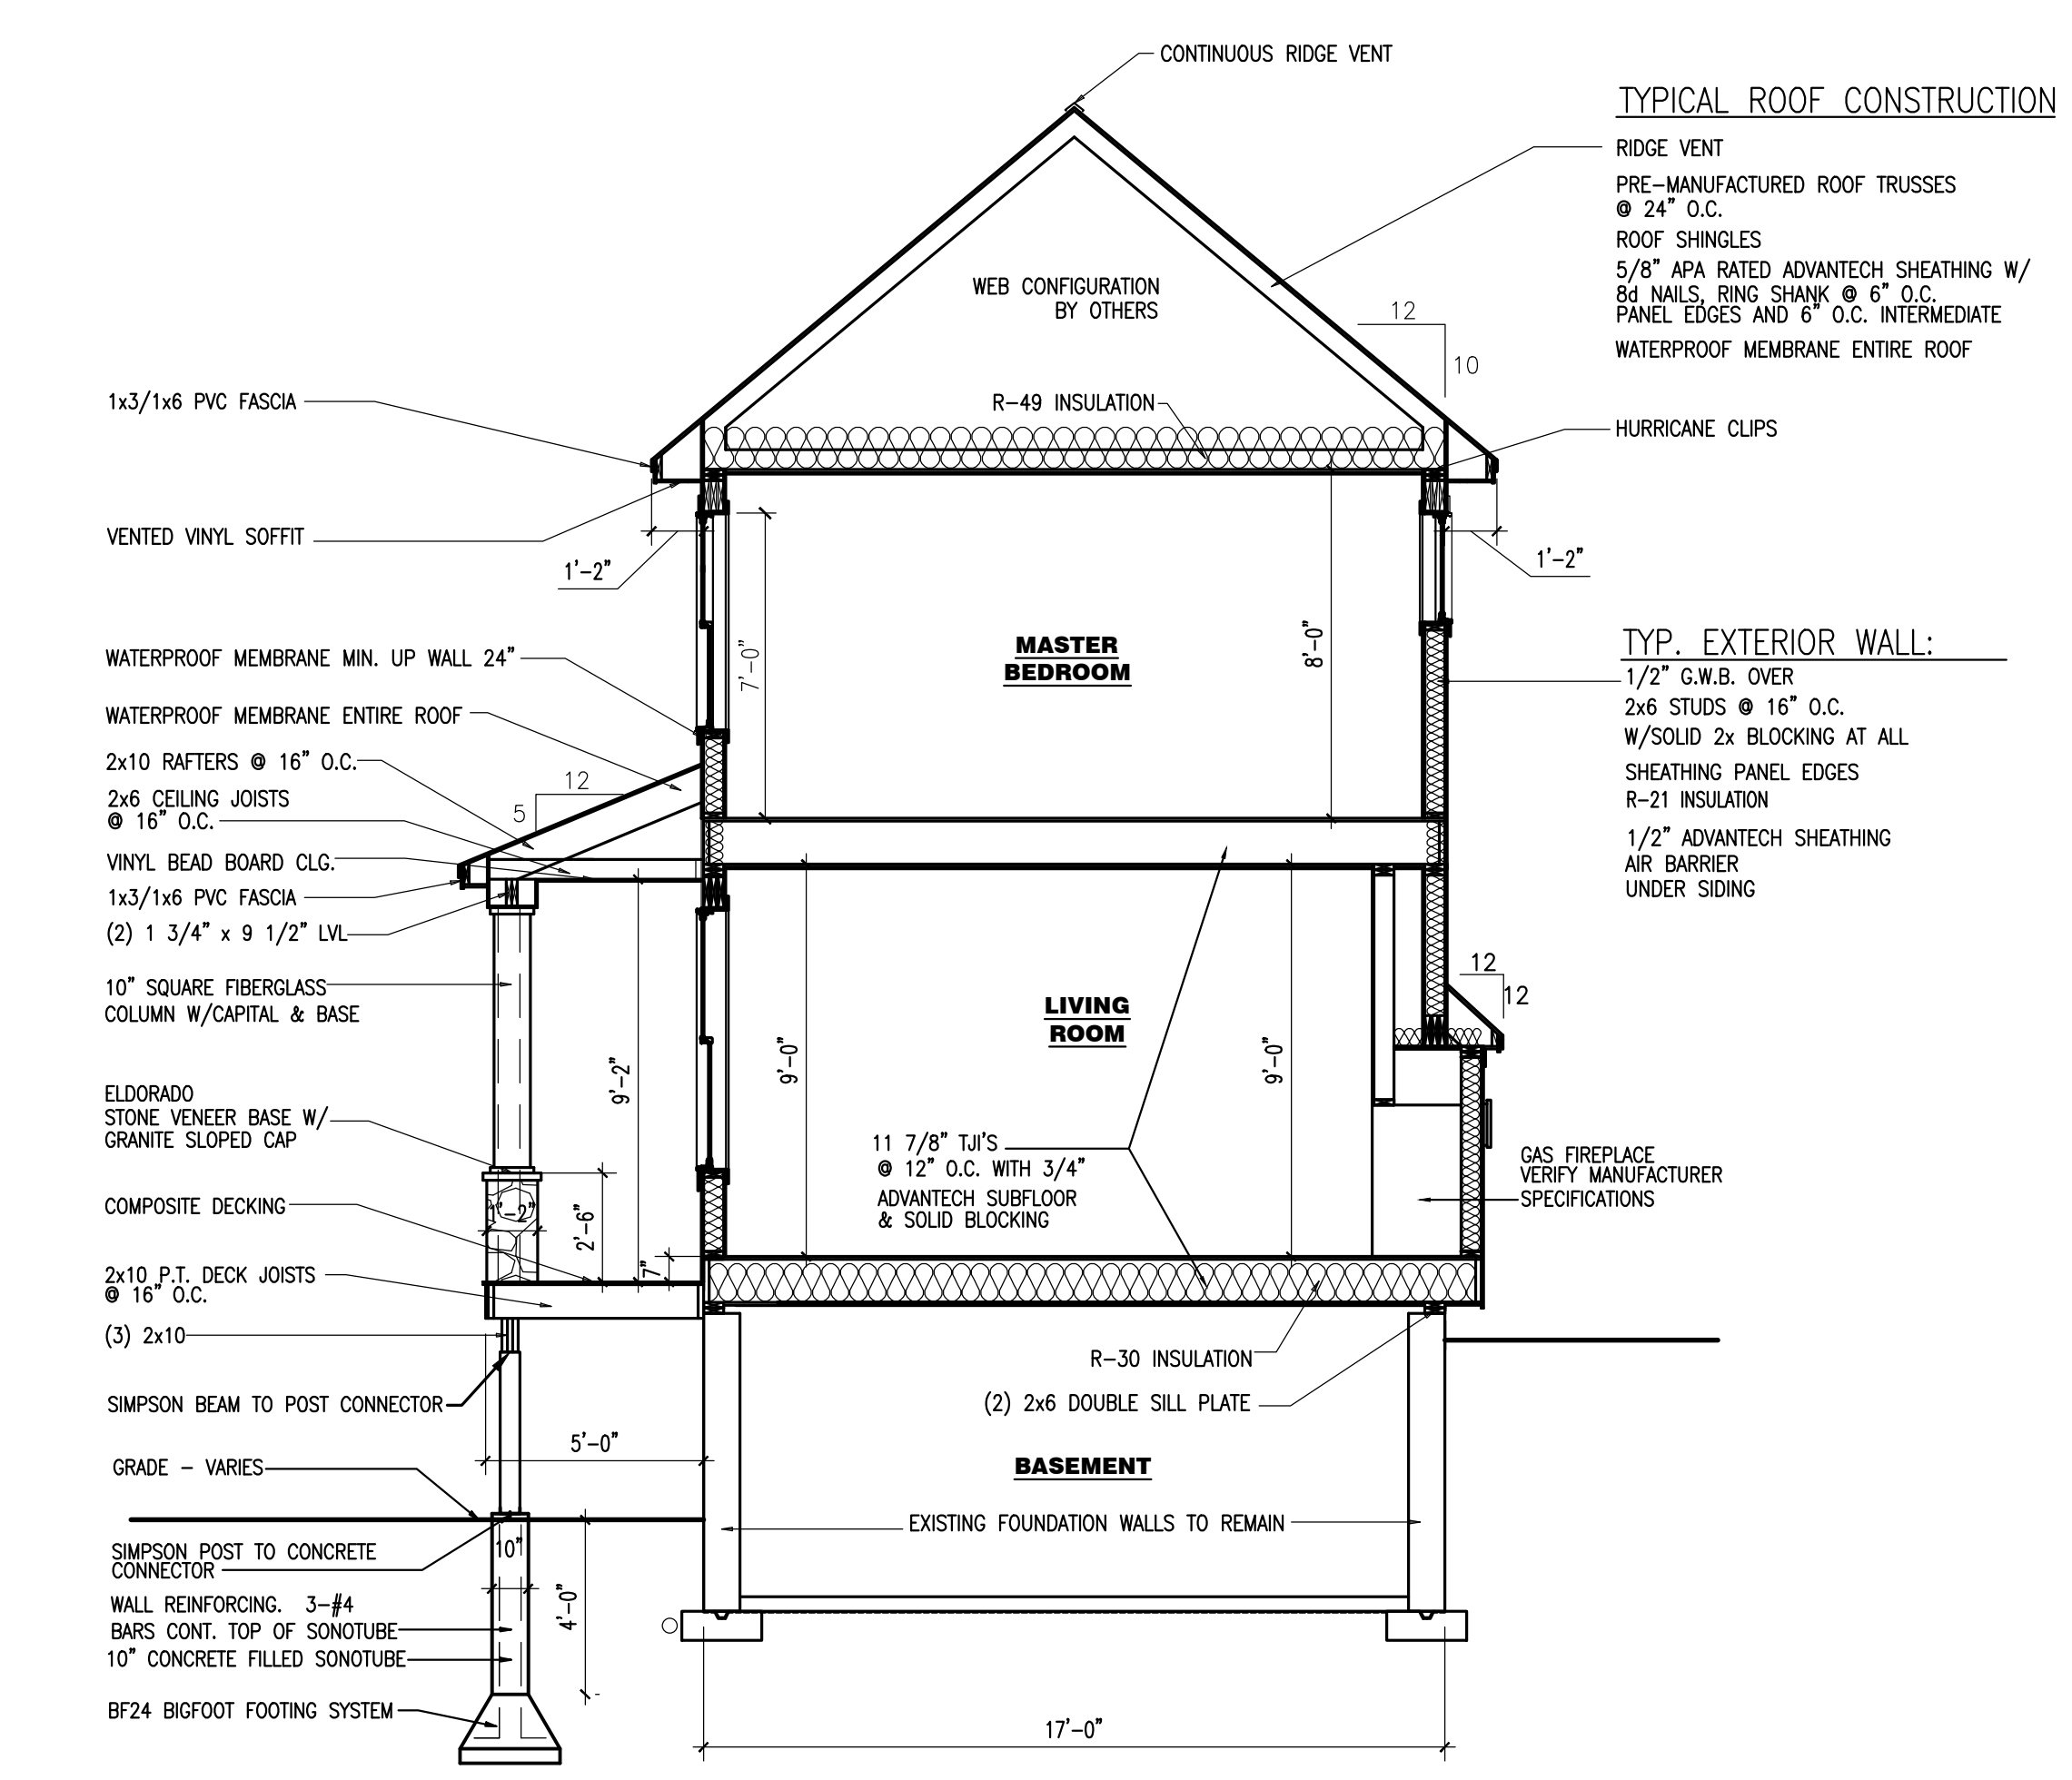 CONTINUOUS RIDGE VENT
TYPICAL ROOF CONSTRUCTION
RIDGE VENT
PRE-MANUFACTURED ROOF TRUSSES
@ 24" O.C.
ROOF SHINGLES
5/8" APA RATED ADVANTECH SHEATHING W/
8d NAILS, RING SHANK @ 6" O.C.
PANEL EDGES AND 6" O.C. INTERMEDIATE
WATERPROOF MEMBRANE ENTIRE ROOF
WEB CONFIGURATION
BY OTHERS
12
10
R-49 INSULATION
HURRICANE CLIPS
1x3/1x6 PVC FASCIA
VENTED VINYL SOFFIT
1'-2"
1'-2"
7'-0"
8'-0"
MASTER
BEDROOM
TYP. EXTERIOR WALL:
1/2" G.W.B. OVER
2x6 STUDS @ 16" O.C.
W/SOLID 2x BLOCKING AT ALL
SHEATHING PANEL EDGES
R-21 INSULATION
1/2" ADVANTECH SHEATHING
AIR BARRIER
UNDER SIDING
WATERPROOF MEMBRANE MIN. UP WALL 24"
WATERPROOF MEMBRANE ENTIRE ROOF
2x10 RAFTERS @ 16" O.C.
12
5
2x6 CEILING JOISTS
@ 16" O.C.
VINYL BEAD BOARD CLG.
1x3/1x6 PVC FASCIA
(2) 1 3/4" x 9 1/2" LVL
10" SQUARE FIBERGLASS
COLUMN W/CAPITAL & BASE
12
12
LIVING
ROOM
9'-2"
9'-0"
9'-0"
ELDORADO
STONE VENEER BASE W/
GRANITE SLOPED CAP
11 7/8" TJI'S
@ 12" O.C. WITH 3/4"
ADVANTECH SUBFLOOR
& SOLID BLOCKING
GAS FIREPLACE
VERIFY MANUFACTURER
SPECIFICATIONS
COMPOSITE DECKING
1'-2"
2'-6"
7"
2x10 P.T. DECK JOISTS
@ 16" O.C.
(3) 2x10
R-30 INSULATION
(2) 2x6 DOUBLE SILL PLATE
SIMPSON BEAM TO POST CONNECTOR
5'-0"
BASEMENT
GRADE - VARIES
EXISTING FOUNDATION WALLS TO REMAIN
SIMPSON POST TO CONCRETE
CONNECTOR
10"
4'-0"
WALL REINFORCING. 3-#4
BARS CONT. TOP OF SONOTUBE
10" CONCRETE FILLED SONOTUBE
BF24 BIGFOOT FOOTING SYSTEM
17'-0"